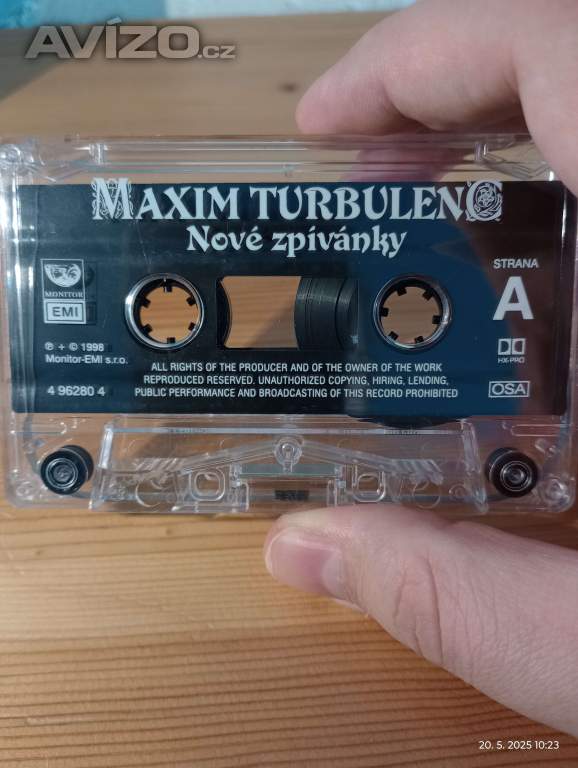 AVÍZO.cz
MAXIM TURBULENC
Nové zpívánky
STRANA
A
MONITOR
EMI
℗ + © 1998
Monitor-EMI s.r.o.
4 96280 4
ALL RIGHTS OF THE PRODUCER AND OF THE OWNER OF THE WORK
REPRODUCED RESERVED. UNAUTHORIZED COPYING, HIRING, LENDING,
PUBLIC PERFORMANCE AND BROADCASTING OF THIS RECORD PROHIBITED
HX-PRO
OSA
20. 5. 2025 10:23